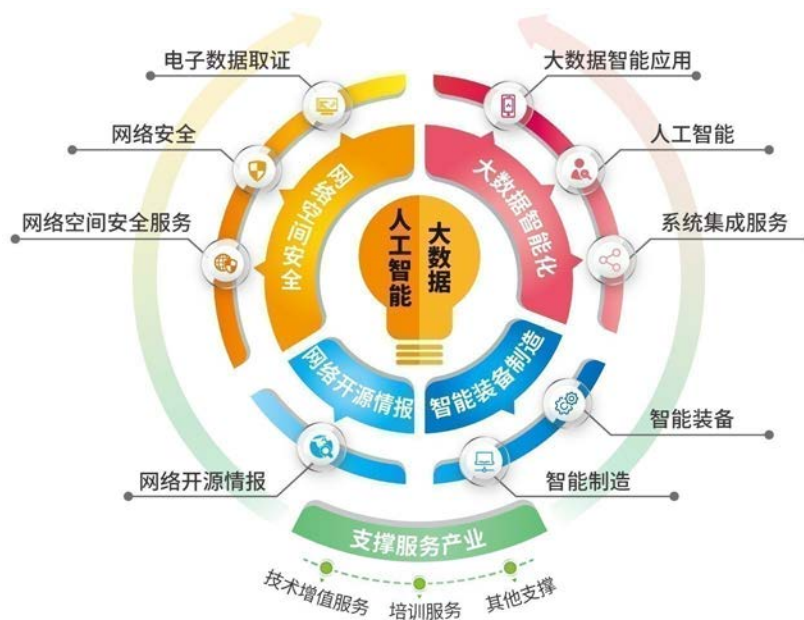 电子数据取证
大数据智能应用
网络安全
人工智能
网络空间安全服务
系统集成服务
网络空间安全
大数据智能化
人工智能
大数据
网络开源情报
智能装备制造
智能装备
网络开源情报
智能制造
支撑服务产业
技术增值服务
培训服务
其他支撑